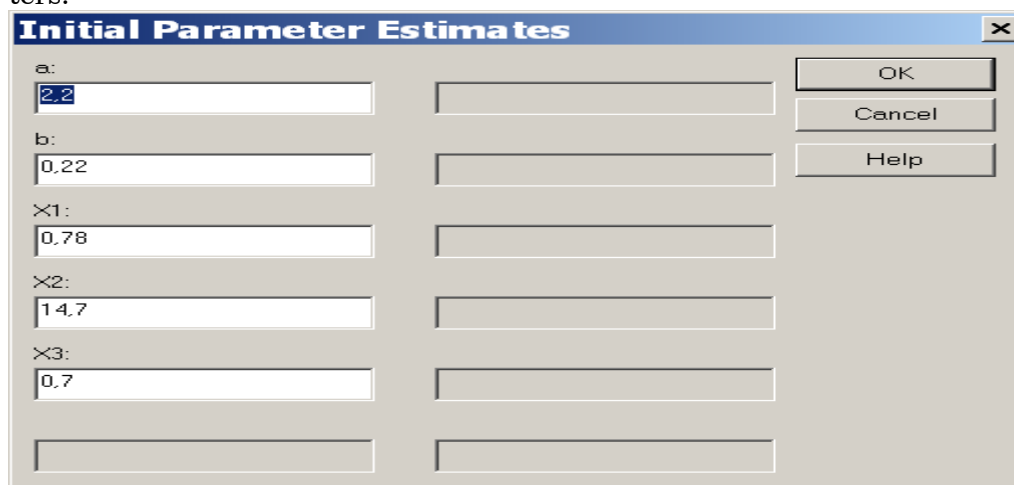 ters.
Initial Parameter Estimates
a:
2,2
b:
0,22
X1:
0,78
X2:
14,7
X3:
0,7
OK
Cancel
Help